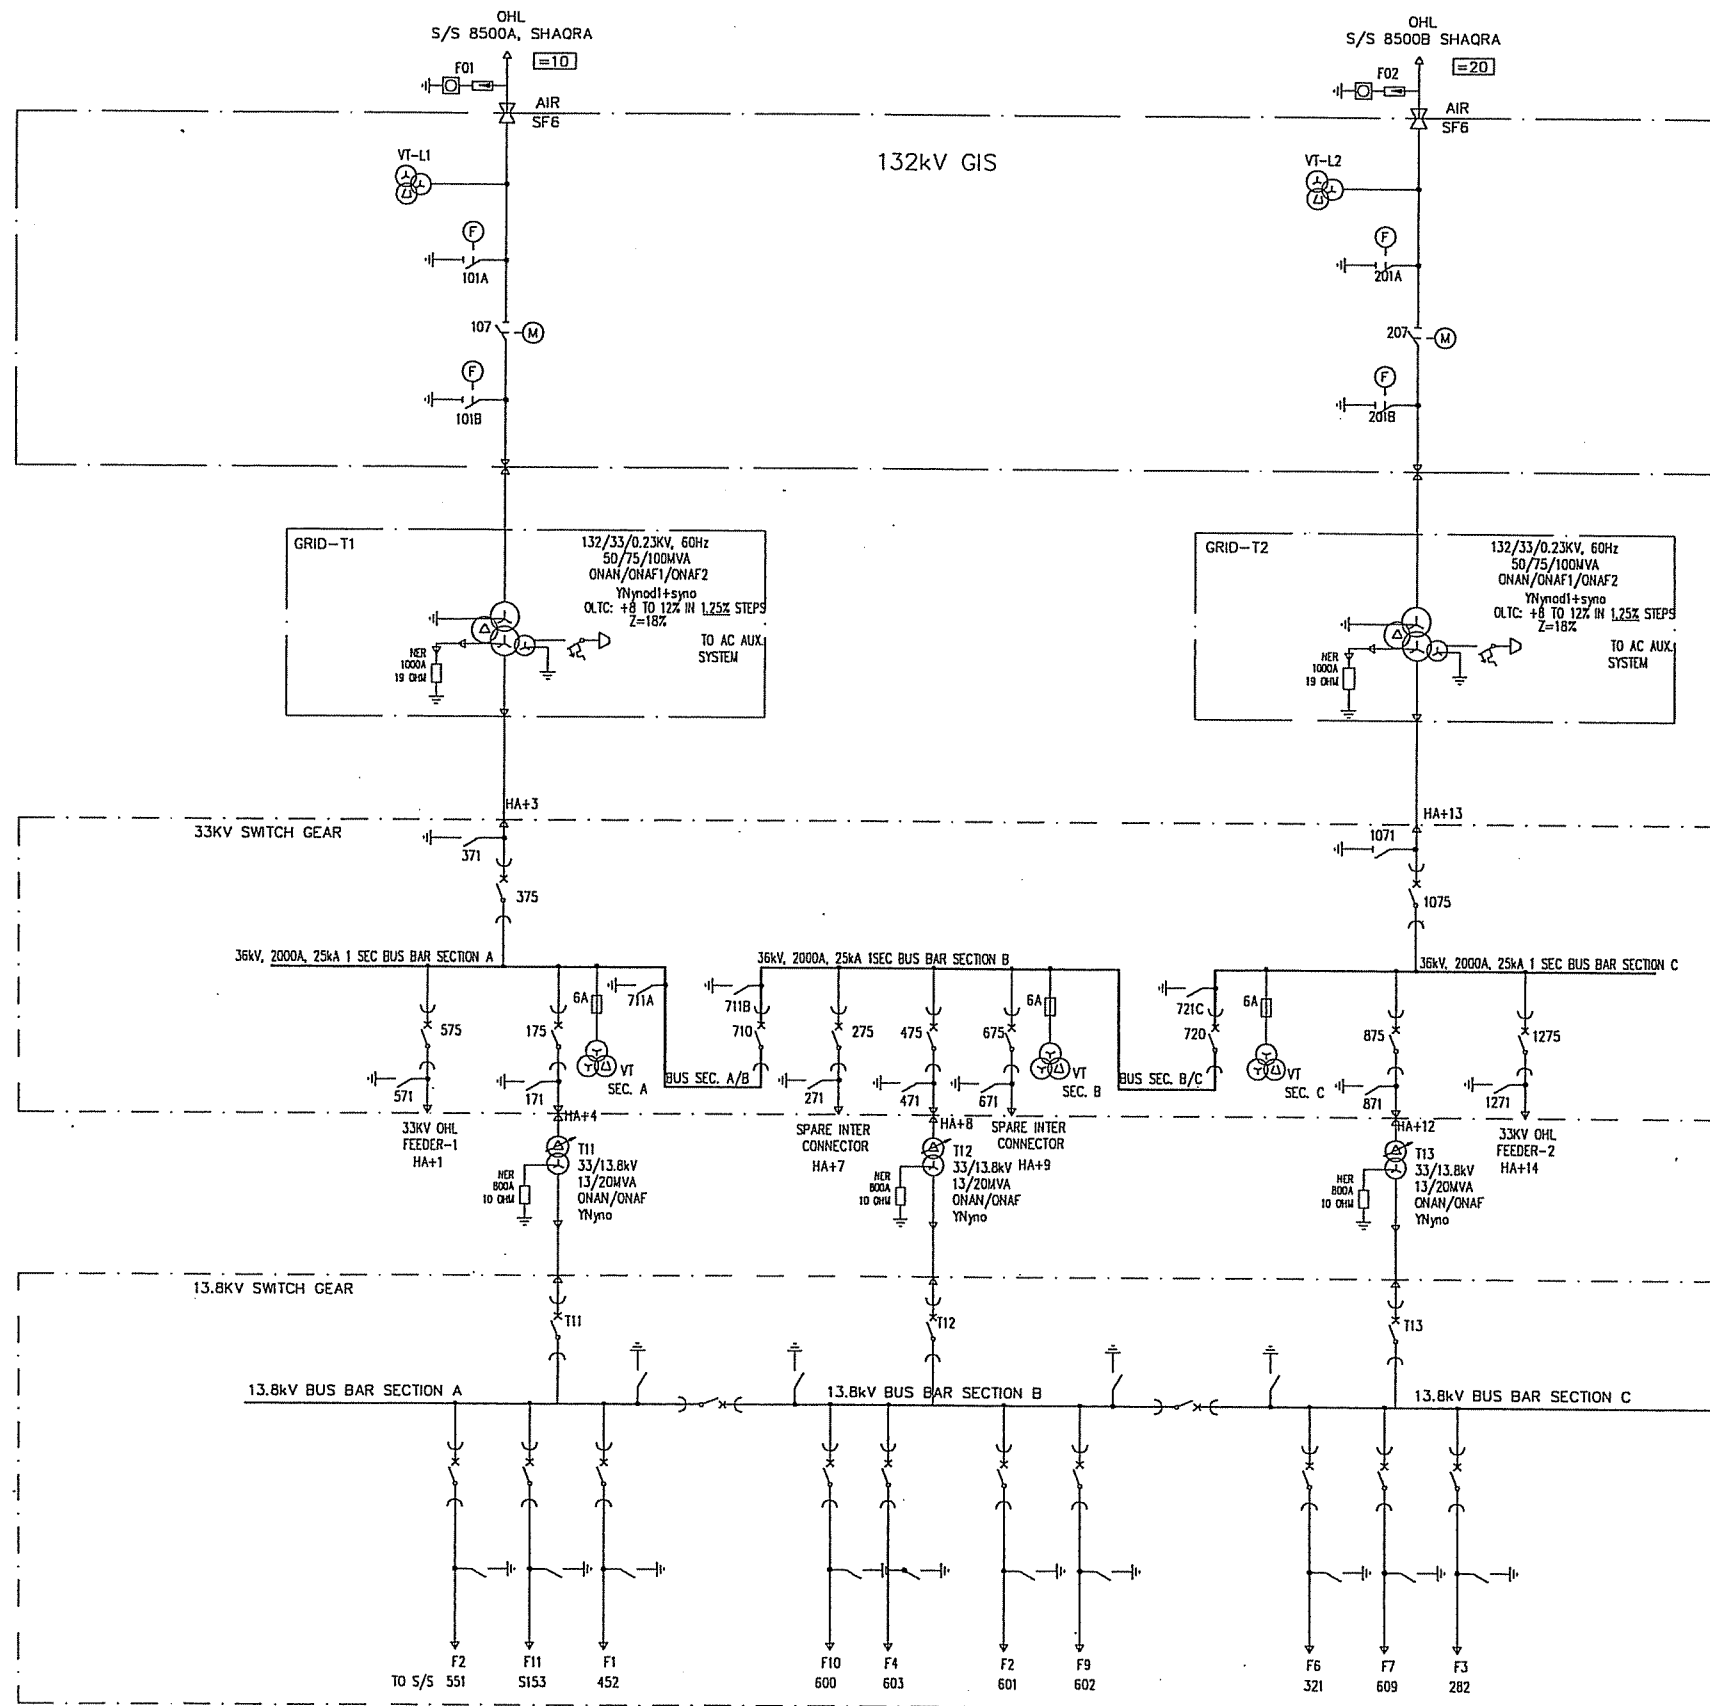 OHL
S/S 8500A, SHAQRA
=10
F01
AIR
SF6
OHL
S/S 8500B SHAQRA
=20
F02
AIR
SF6
132kV GIS
VT-L1
F
101A
107
M
F
101B
VT-L2
F
201A
207
M
F
201B
GRID-T1
132/33/0.23KV, 60Hz
50/75/100MVA
ONAN/ONAF1/ONAF2
YNynod1+syno
OLTC: +8 TO 12% IN 1.25% STEPS
Z=18%
TO AC AUX.
SYSTEM
NER
1000A
19 OHM
GRID-T2
132/33/0.23KV, 60Hz
50/75/100MVA
ONAN/ONAF1/ONAF2
YNynod1+syno
OLTC: +8 TO 12% IN 1.25% STEPS
Z=18%
TO AC AUX.
SYSTEM
NER
1000A
19 OHM
HA+3
HA+13
33KV SWITCH GEAR
371
375
1071
1075
36kV, 2000A, 25kA 1 SEC BUS BAR SECTION A
36kV, 2000A, 25kA 1SEC BUS BAR SECTION B
36kV, 2000A, 25kA 1 SEC BUS BAR SECTION C
575
571
175
171
6A
VT
SEC. A
711A
BUS SEC. A/B
711B
710
275
271
475
471
675
671
6A
VT
SEC. B
BUS SEC. B/C
721C
720
6A
VT
SEC. C
875
871
1275
1271
33KV OHL
FEEDER-1
HA+1
HA+4
T11
33/13.8kV
13/20MVA
ONAN/ONAF
YNyno
NER
800A
10 OHM
SPARE INTER
CONNECTOR
HA+7
HA+8
T12
33/13.8kV
13/20MVA
ONAN/ONAF
YNyno
NER
800A
10 OHM
SPARE INTER
CONNECTOR
HA+9
HA+12
T13
33/13.8kV
13/20MVA
ONAN/ONAF
YNyno
NER
800A
10 OHM
33KV OHL
FEEDER-2
HA+14
13.8KV SWITCH GEAR
T11
T12
T13
13.8kV BUS BAR SECTION A
13.8kV BUS BAR SECTION B
13.8kV BUS BAR SECTION C
F2
F11
F1
F10
F4
F2
F9
F6
F7
F3
TO S/S 551
S153
452
600
603
601
602
321
609
282